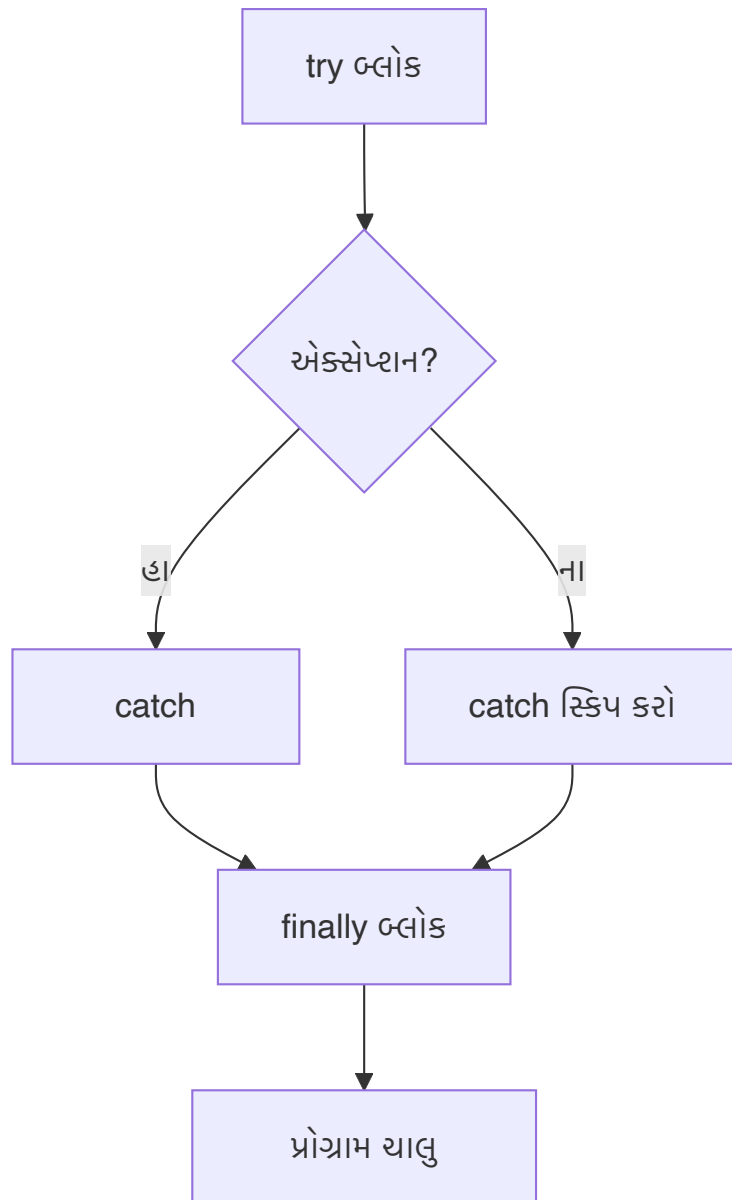 try બ્લોક
એક્સેપ્શન?
હા
ના
catch
catch સ્કિપ કરો
finally બ્લોક
પ્રોગ્રામ ચાલુ